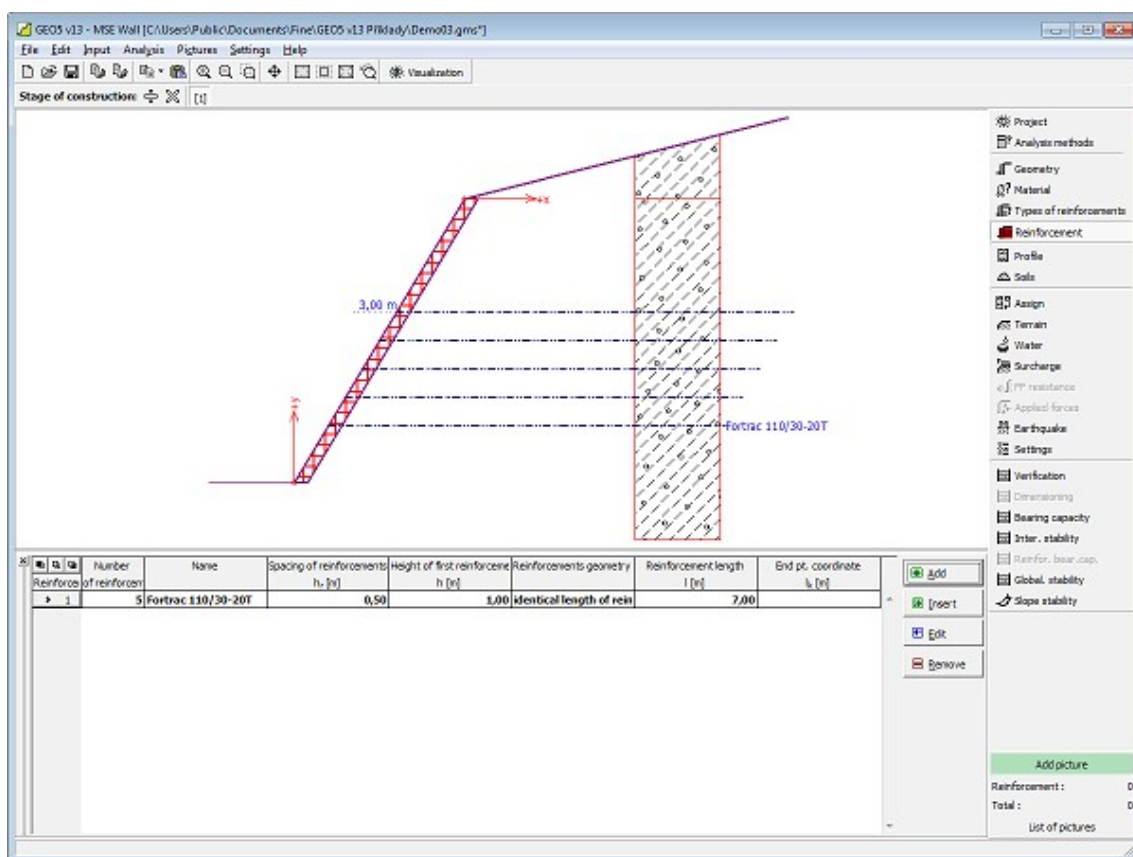 GEO5 v13 - MSE Wall [C:\Users\Public\Documents\Fine\GEO5 v13 Příklady\Demo03.gms*]
File Edit Input Analysis Pictures Settings Help
Visualization
Stage of construction: [1]
+x
3,00 m
+y
Fortrac 110/30-20T
Project
Analysis methods
Geometry
Material
Types of reinforcements
Reinforcement
Profile
Soils
Assign
Terrain
Water
Surcharge
FF resistance
Applied forces
Earthquake
Settings
Verification
Dimensioning
Bearing capacity
Inter. stability
Reinfor. bear.cap.
Global. stability
Slope stability
Number Name Spacing of reinforcements Height of first reinforceme Reinforcements geometry Reinforcement length End pt. coordinate
Reinforce of reinforcem h [m] l [m]
1 5 Fortrac 110/30-20T 0,50 1,00 identical length of rein 7,00
Add
Insert
Edit
Remove
Add picture
Reinforcement : 0
Total : 0
List of pictures